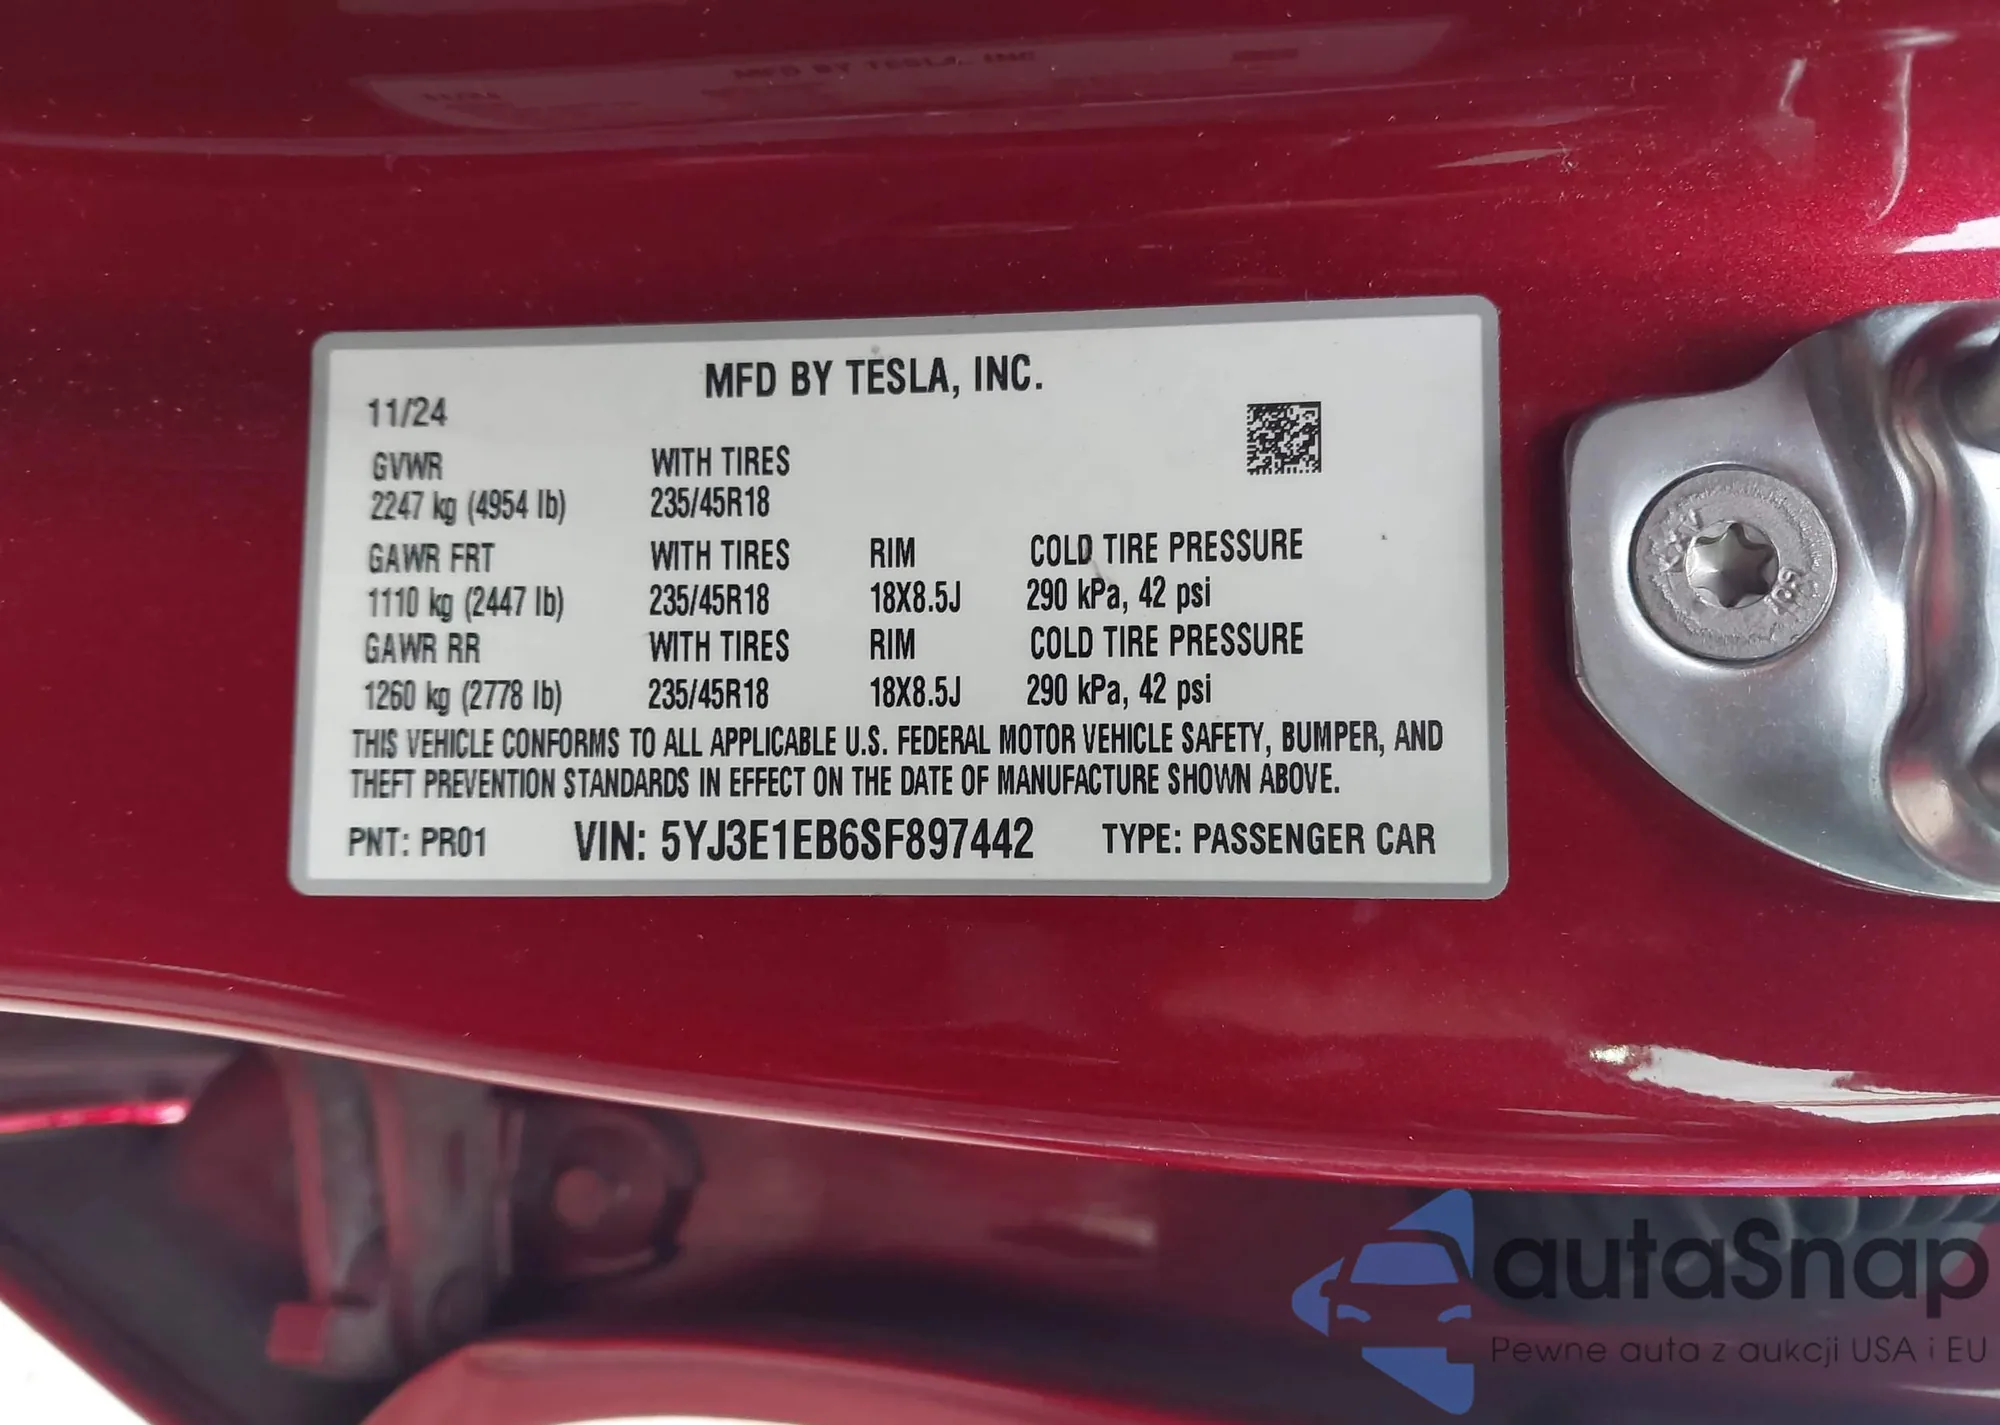 MFD BY TESLA, INC.
11/24
GVWR WITH TIRES
2247 kg (4954 lb) 235/45R18
GAWR FRT WITH TIRES RIM COLD TIRE PRESSURE
1110 kg (2447 lb) 235/45R18 18X8.5J 290 kPa, 42 psi
GAWR RR WITH TIRES RIM COLD TIRE PRESSURE
1260 kg (2778 lb) 235/45R18 18X8.5J 290 kPa, 42 psi
THIS VEHICLE CONFORMS TO ALL APPLICABLE U.S. FEDERAL MOTOR VEHICLE SAFETY, BUMPER, AND
THEFT PREVENTION STANDARDS IN EFFECT ON THE DATE OF MANUFACTURE SHOWN ABOVE.
PNT: PR01 VIN: 5YJ3E1EB6SF897442 TYPE: PASSENGER CAR
autaSnap
Pewne auta z aukcji USA i EU